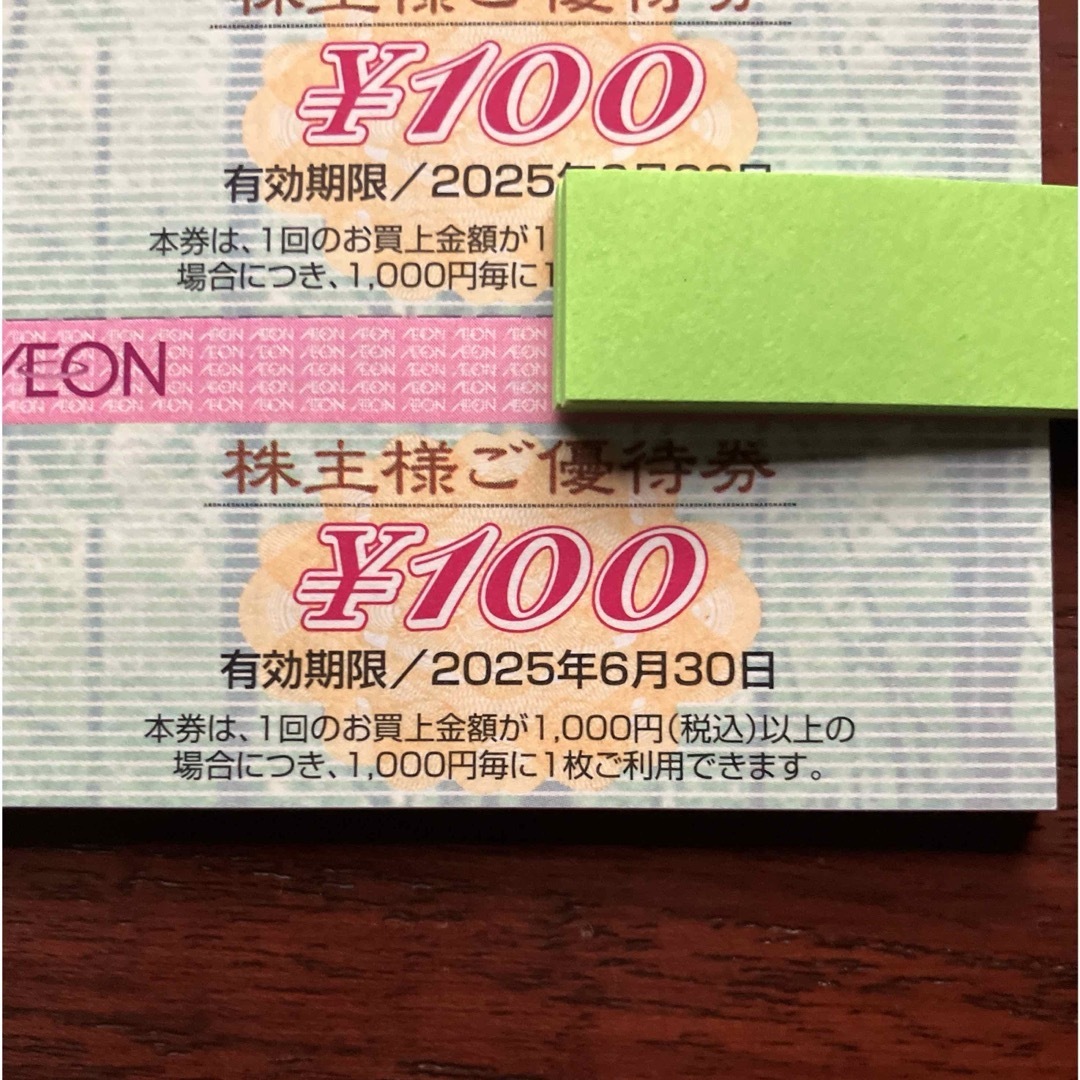 株主様ご優待券
¥100
有効期限／2025年
本券は、1回のお買上金額が1
場合につき、1,000円毎に1
ÆON
株主様ご優待券
¥100
有効期限／2025年6月30日
本券は、1回のお買上金額が1,000円（税込）以上の
場合につき、1,000円毎に1枚ご利用できます。